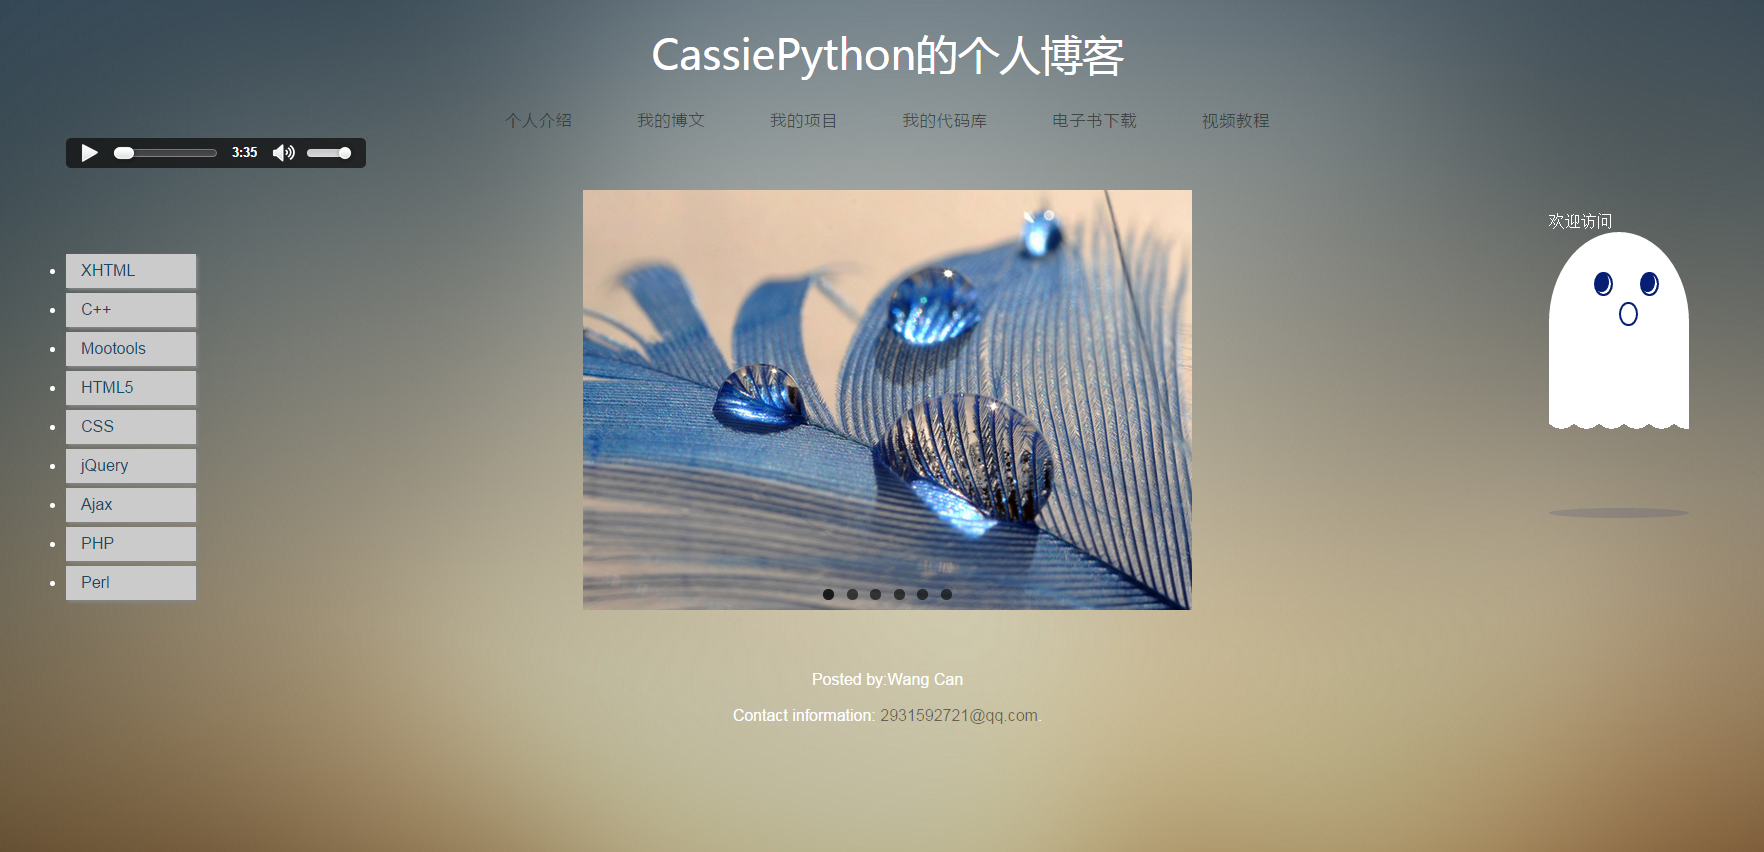 CassiePython的个人博客
个人介绍 我的博文 我的项目 我的代码库 电子书下载 视频教程
3:35
欢迎访问
XHTML
C++
Mootools
HTML5
CSS
jQuery
Ajax
PHP
Perl
Posted by:Wang Can
Contact information: 2931592721@qq.com.